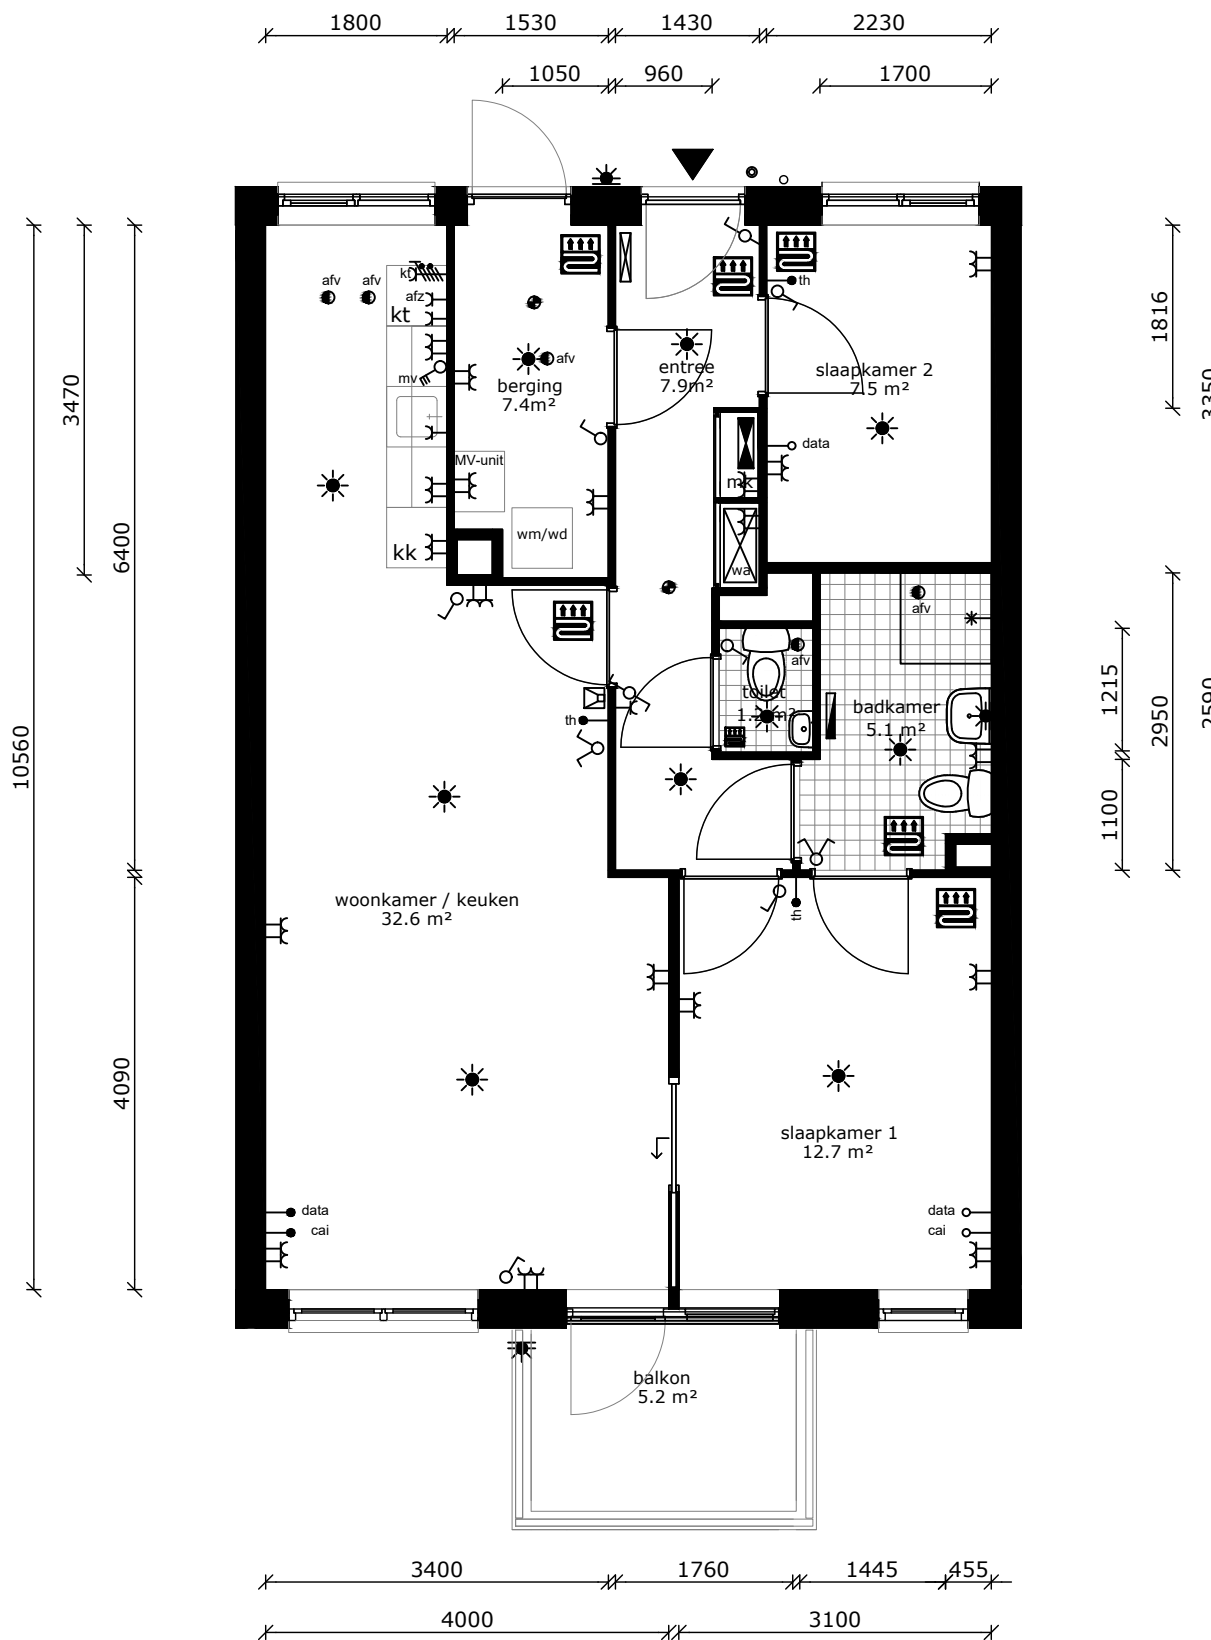 1800
1530
1430
2230
1050
960
1700
afv
afv
kt
afz
kt
mv
kk
berging
7.4m²
afv
MV-unit
wm/wd
entree
7.9m²
th
slaapkamer 2
7.5 m²
data
mk
wa
afv
afv
toilet
badkamer
5.1 m²
th
th
woonkamer / keuken
32.6 m²
slaapkamer 1
12.7 m²
data
cai
data
cai
balkon
5.2 m²
10560
3470
6400
4090
1816
3350
1215
1100
2950
2590
3400
1760
1445
455
4000
3100